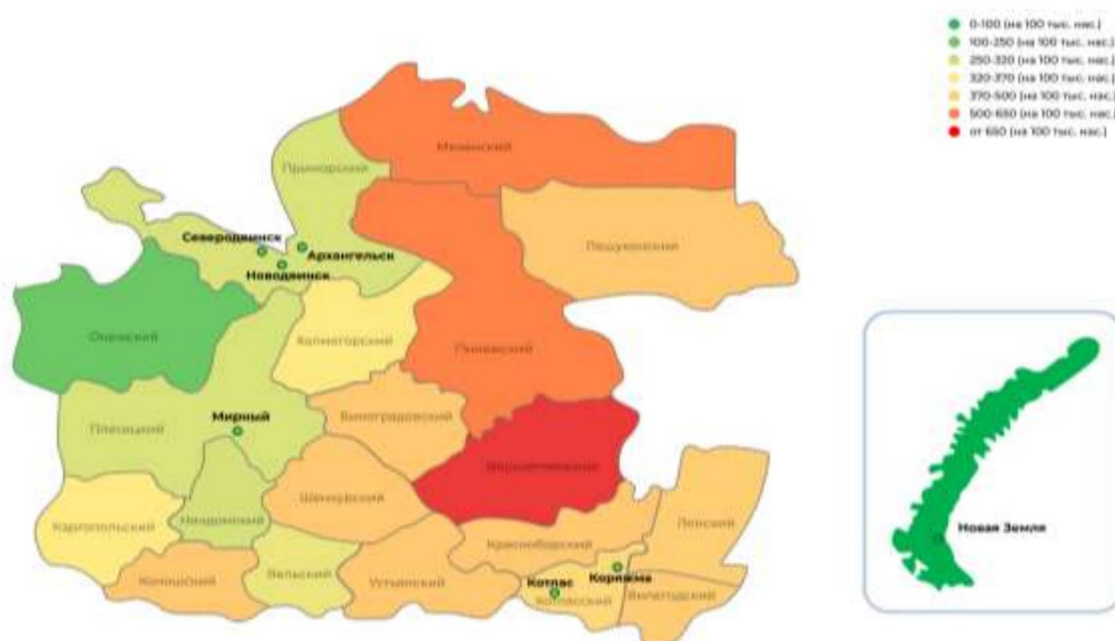 0-100 (на 100 тыс. нас.)
100-250 (на 100 тыс. нас.)
250-320 (на 100 тыс. нас.)
320-370 (на 100 тыс. нас.)
370-500 (на 100 тыс. нас.)
500-650 (на 100 тыс. нас.)
от 650 (на 100 тыс. нас.)
Мезенский
Приморский
Лешуконский
Северодвинск
Архангельск
Новодвинск
Онежский
Холмогорский
Пинежский
Мирный
Виноградовский
Плесецкий
Верхнетоемский
Шенкурский
Няндомский
Каргопольский
Ленский
Новая Земля
Красноборский
Вельский
Коряжма
Коношский
Устьянский
Котлас
Котласский
Вилегодский